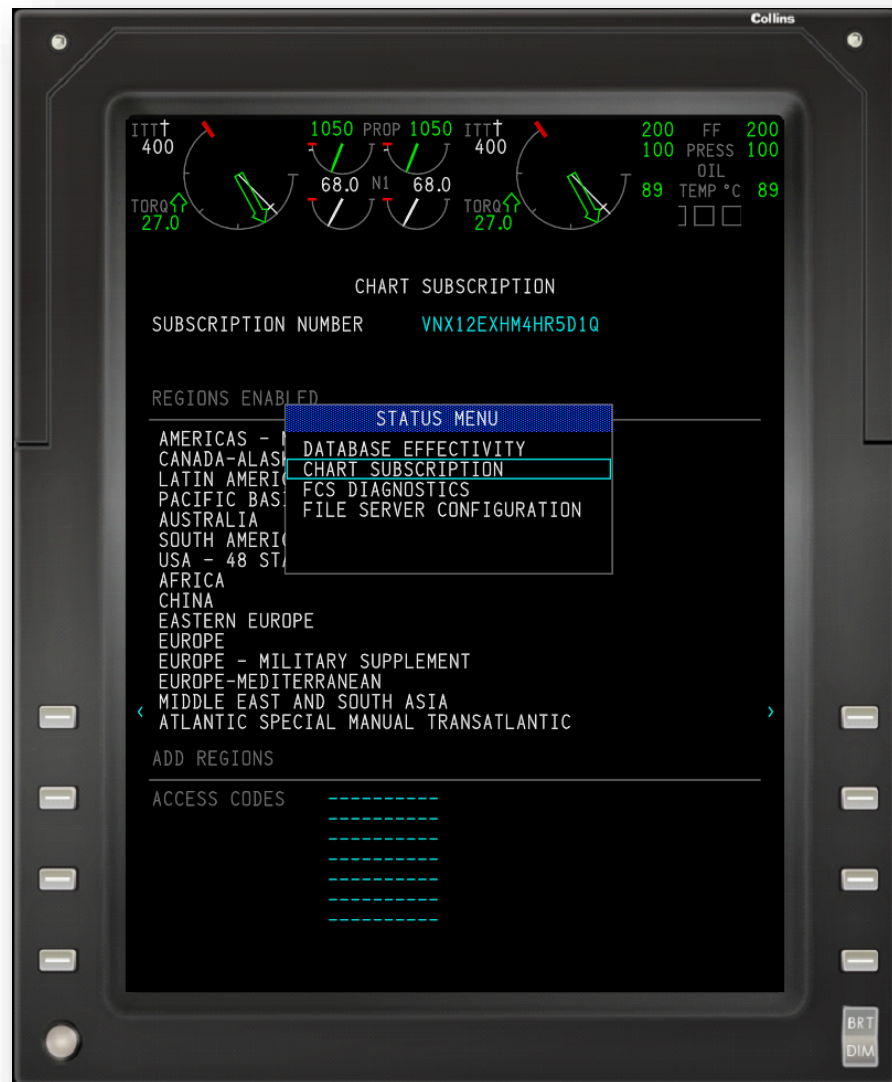 Collins
ITT† 1050 PROP 1050 ITT† 200 FF 200
400 400 100 PRESS 100
OIL
68.0 N1 68.0 89 TEMP °C 89
TORQ TORQ
27.0 27.0
CHART SUBSCRIPTION
SUBSCRIPTION NUMBER VNX12EXHM4HR5D1Q
REGIONS ENABLED
STATUS MENU
DATABASE EFFECTIVITY
CHART SUBSCRIPTION
FCS DIAGNOSTICS
FILE SERVER CONFIGURATION
AMERICAS -
CANADA-ALASK
LATIN AMERI
PACIFIC BAS
AUSTRALIA
SOUTH AMERI
USA - 48 STA
AFRICA
CHINA
EASTERN EUROPE
EUROPE
EUROPE - MILITARY SUPPLEMENT
EUROPE-MEDITERRANEAN
MIDDLE EAST AND SOUTH ASIA
< ATLANTIC SPECIAL MANUAL TRANSATLANTIC >
ADD REGIONS
ACCESS CODES ----------
----------
----------
----------
----------
----------
----------
BRT
DIM